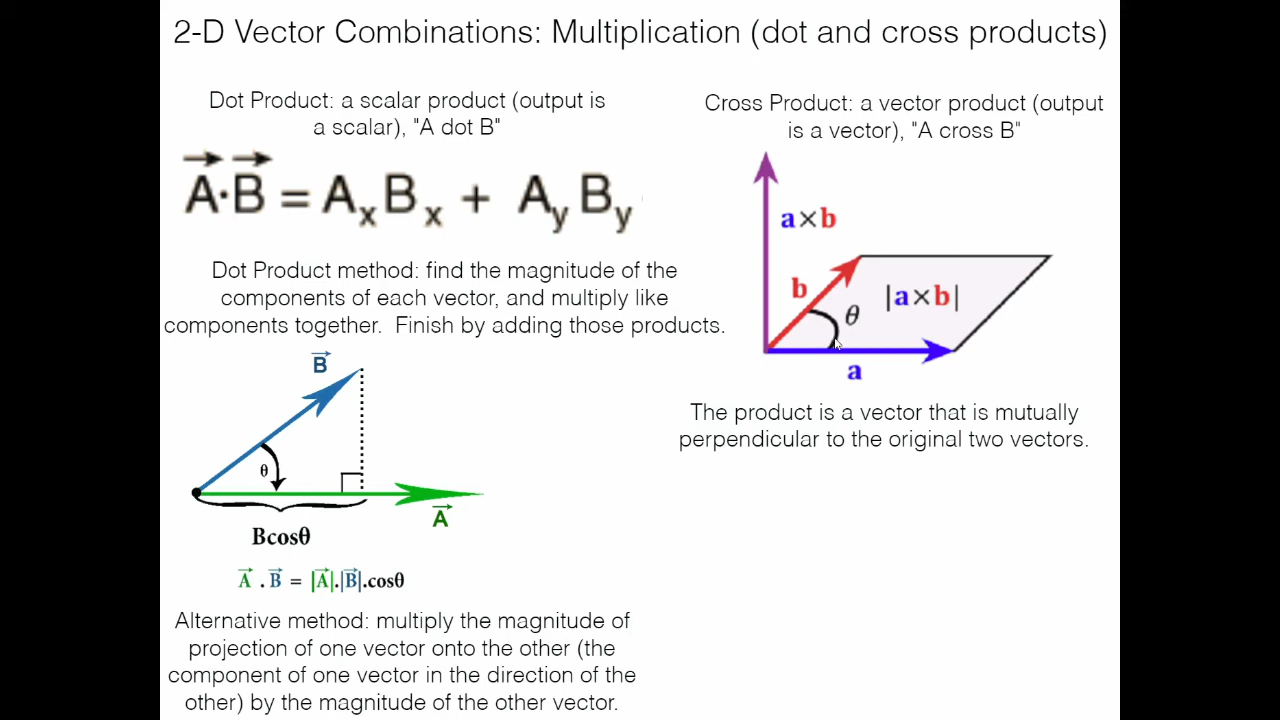 2-D Vector Combinations: Multiplication (dot and cross products)
Dot Product: a scalar product (output is
a scalar), "A dot B"
A⃗·B⃗ = AₓBₓ + A_y B_y
Dot Product method: find the magnitude of the
components of each vector, and multiply like
components together. Finish by adding those products.
B⃗
θ
A⃗
Bcosθ
A⃗ . B⃗ = |A⃗|.|B⃗|.cosθ
Alternative method: multiply the magnitude of
projection of one vector onto the other (the
component of one vector in the direction of the
other) by the magnitude of the other vector.
Cross Product: a vector product (output
is a vector), "A cross B"
a×b
b
θ
|a×b|
a
The product is a vector that is mutually
perpendicular to the original two vectors.